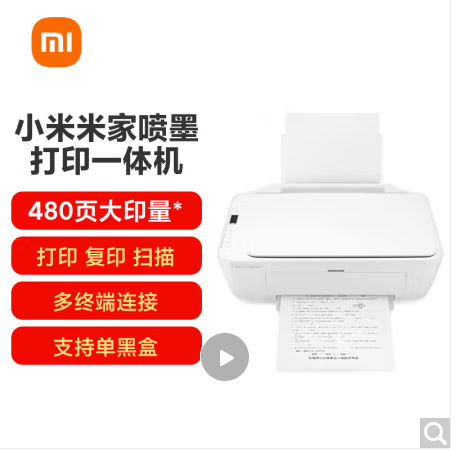 mi
小米米家喷墨
打印一体机
480页大印量*
打印 复印 扫描
多终端连接
支持单黑盒